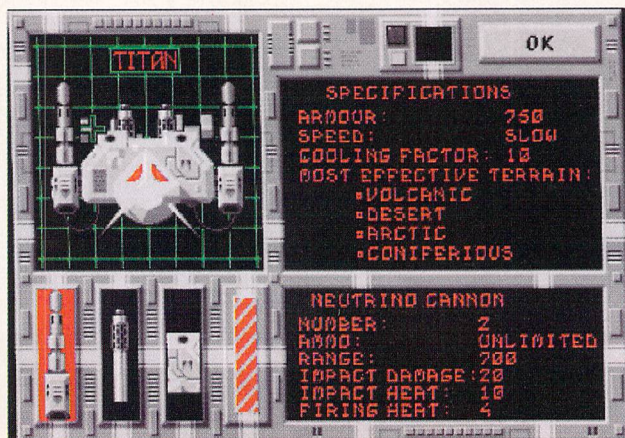 TITAN
OK
SPECIFICATIONS
ARMOUR: 750
SPEED: SLOW
COOLING FACTOR: 10
MOST EFFECTIVE TERRAIN:
▫VOLCANIC
▫DESERT
▫ARCTIC
▫CONIFERIOUS
NEUTRINO CANNON
NUMBER: 2
AMMO: UNLIMITED
RANGE: 700
IMPACT DAMAGE:20
IMPACT HEAT: 10
FIRING HEAT: 4